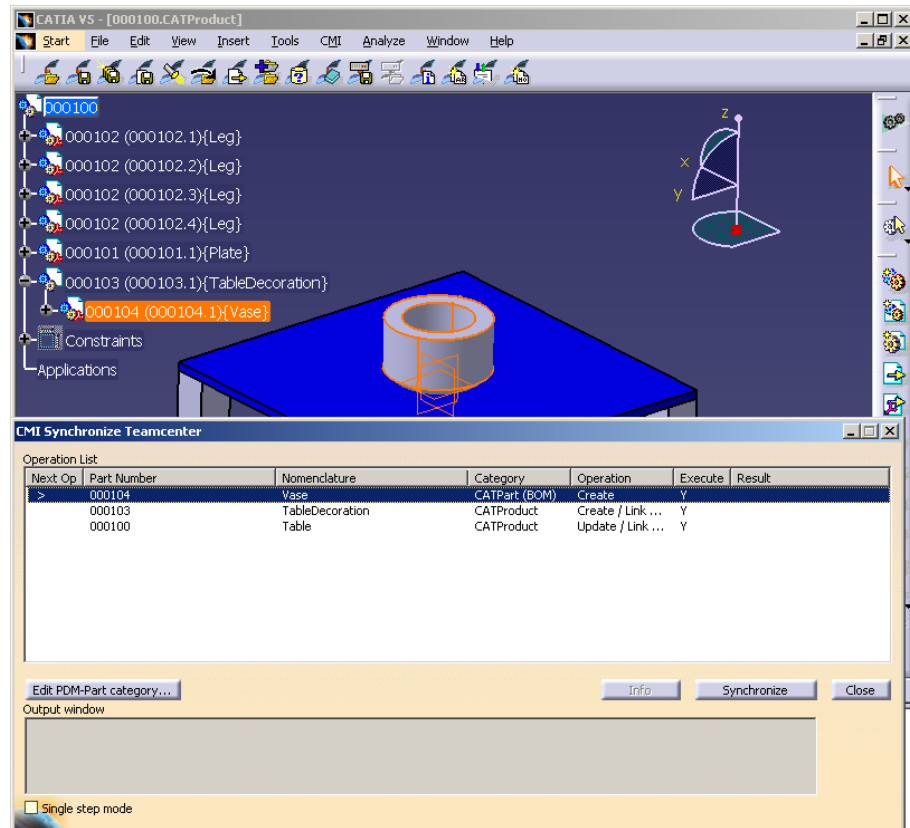 CATIA V5 - [000100.CATProduct]
Start File Edit View Insert Tools CMI Analyze Window Help
000100
000102 (000102.1){Leg}
000102 (000102.2){Leg}
000102 (000102.3){Leg}
000102 (000102.4){Leg}
000101 (000101.1){Plate}
000103 (000103.1){TableDecoration}
000104 (000104.1){Vase}
Constraints
Applications
z
x
y
CMI Synchronize Teamcenter
Operation List
Next Op Part Number Nomenclature Category Operation Execute Result
> 000104 Vase CATPart (BOM) Create Y
000103 TableDecoration CATProduct Create / Link ... Y
000100 Table CATProduct Update / Link ... Y
Edit PDM-Part category... Info Synchronize Close
Output window
Single step mode